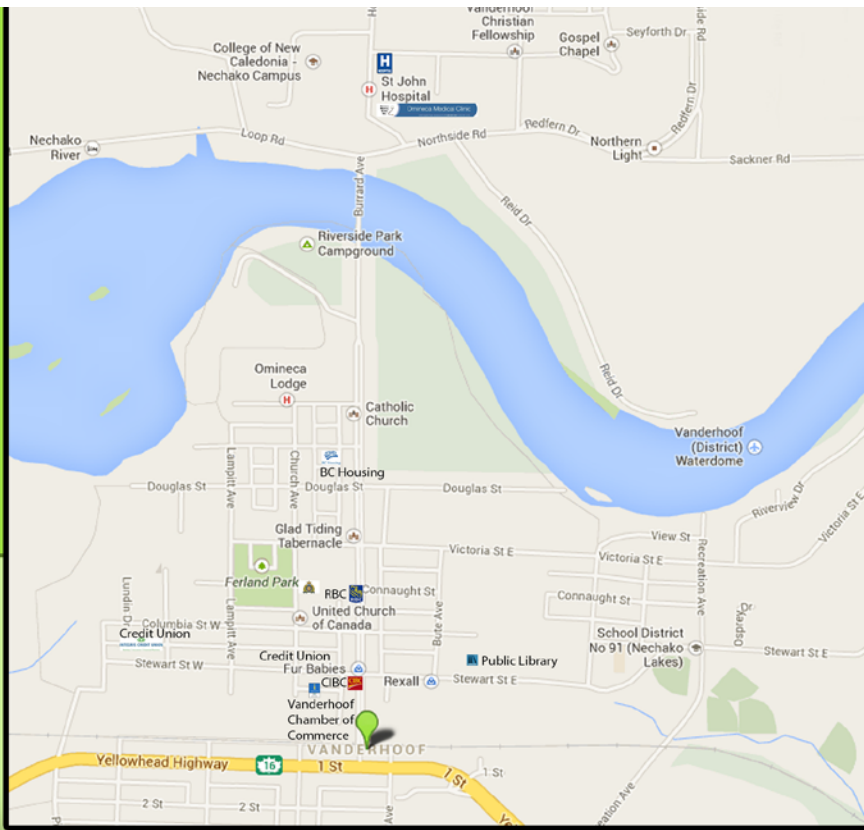 Vanderhoof
Christian
Fellowship
Gospel
Chapel
Seyforth Dr
College of New
Caledonia -
Nechako Campus
H
St John
Hospital
H
Omineca Medical Clinic
Redfern Dr
Nechako
River
Loop Rd
Northside Rd
Redfern Dr
Northern
Light
Sackner Rd
Burrard Ave
Reid Dr
Riverside Park
Campground
Reid Dr
Omineca
Lodge
H
Catholic
Church
Vanderhoof
(District)
Waterdome
Lampitt Ave
Church Ave
BC Housing
Douglas St
Douglas St
Douglas St
Riverview Dr
Victoria St E
Glad Tiding
Tabernacle
View St
Victoria St E
Victoria St E
Recreation Ave
Ferland Park
RBC
Connaught St
Connaught St
Lundin Dr
Lampitt Ave
United Church
of Canada
Bute Ave
Osprey Dr
Columbia St W
Credit Union
School District
No 91 (Nechako
Lakes)
Stewart St E
Stewart St W
Credit Union
Fur Babies
Public Library
CIBC
Rexall
Stewart St E
Vanderhoof
Chamber of
Commerce
VANDERHOOF
Yellowhead Highway
16
1 St
1 St
1 St
2 St
2 St
Ave